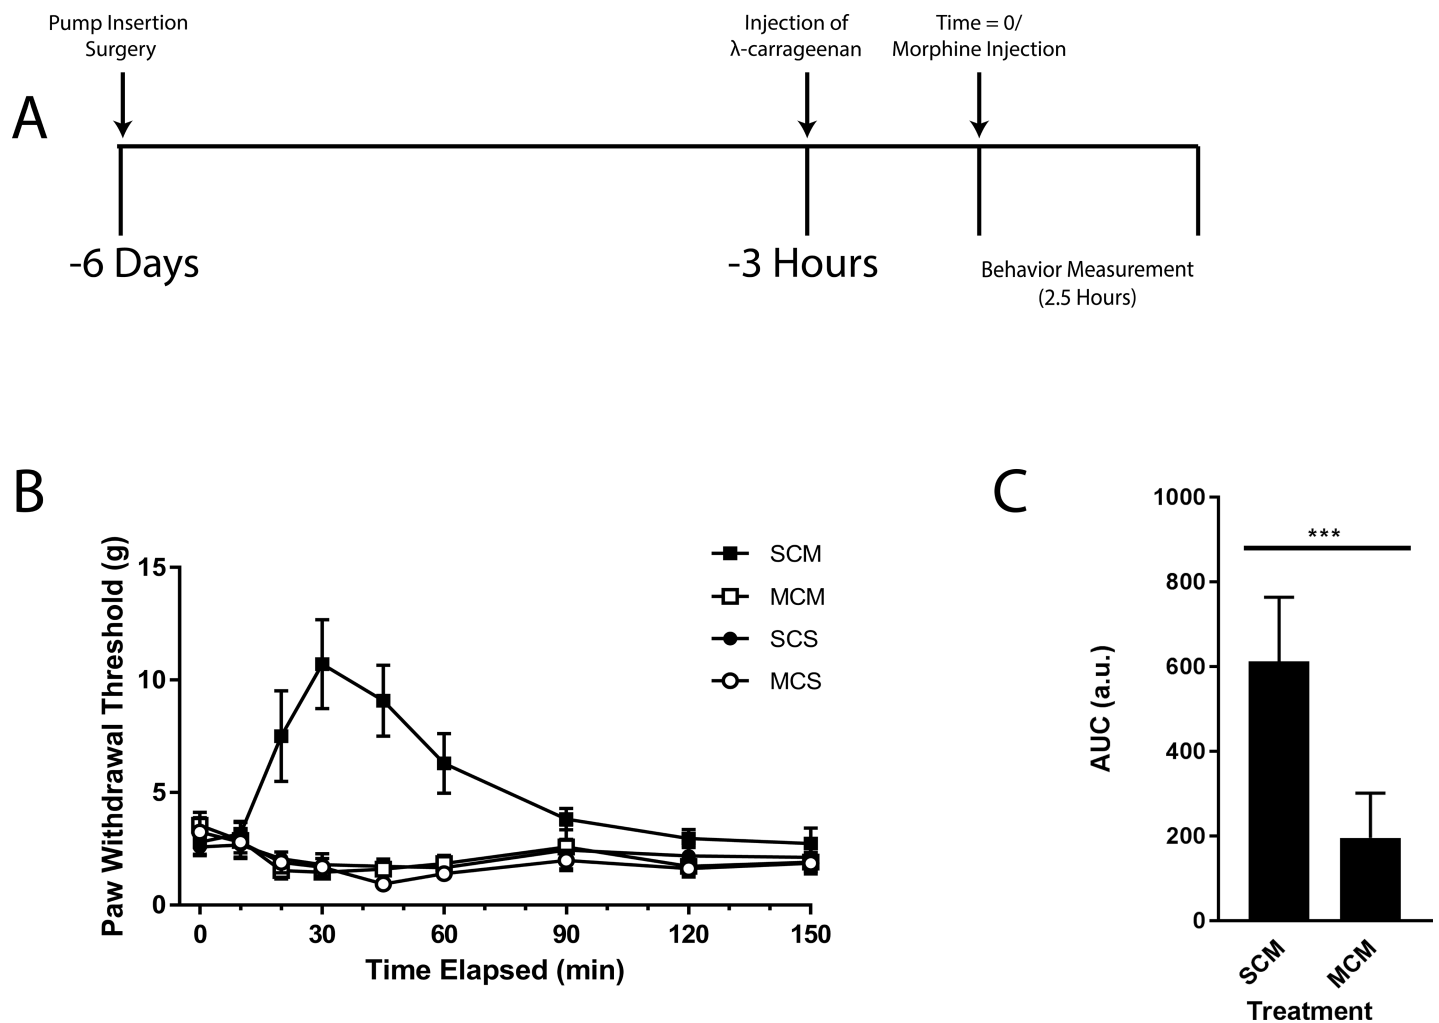 Pump Insertion
Surgery
Injection of
λ-carrageenan
Time = 0/
Morphine Injection
A
-6 Days
-3 Hours
Behavior Measurement
(2.5 Hours)
B
Paw Withdrawal Threshold (g)
15
10
5
0
0 30 60 90 120 150
Time Elapsed (min)
SCM
MCM
SCS
MCS
C
AUC (a.u.)
1000
800
600
400
200
0
***
SCM
MCM
Treatment